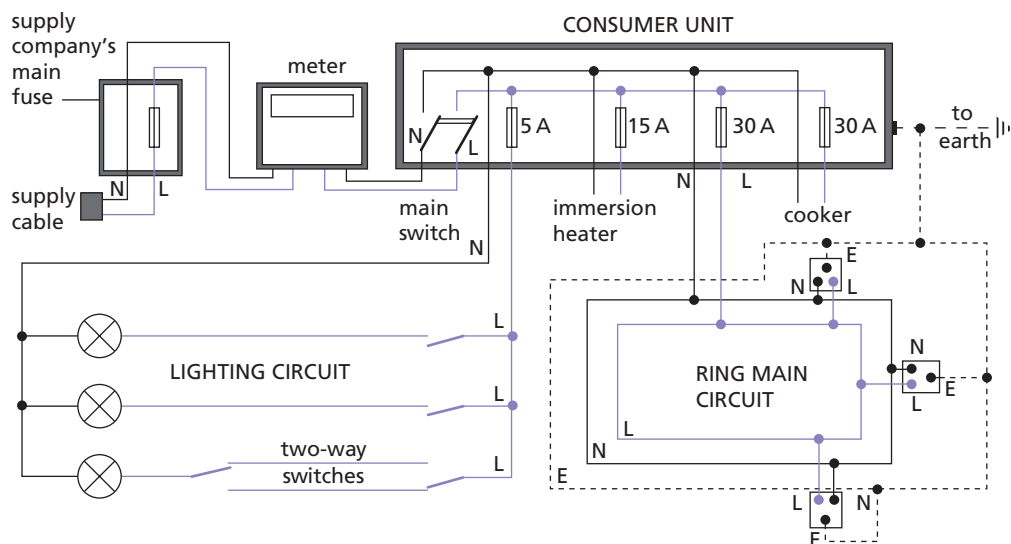 supply
company's
main
fuse
meter
CONSUMER UNIT
N
L
5 A
15 A
30 A
30 A
to
earth
N
L
supply
cable
main
switch
N
immersion
heater
N
L
cooker
E
N
L
L
LIGHTING CIRCUIT
L
two-way
switches
L
RING MAIN
CIRCUIT
N
E
L
L
N
E
L
N
E